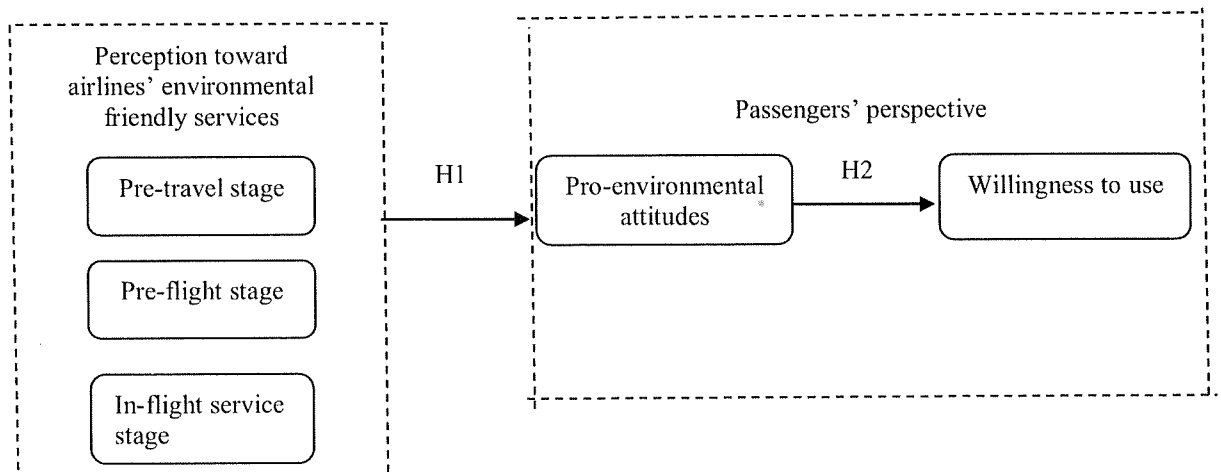 Perception toward
airlines' environmental
friendly services
Pre-travel stage
Pre-flight stage
In-flight service
stage
H1
Passengers' perspective
Pro-environmental
attitudes
H2
Willingness to use